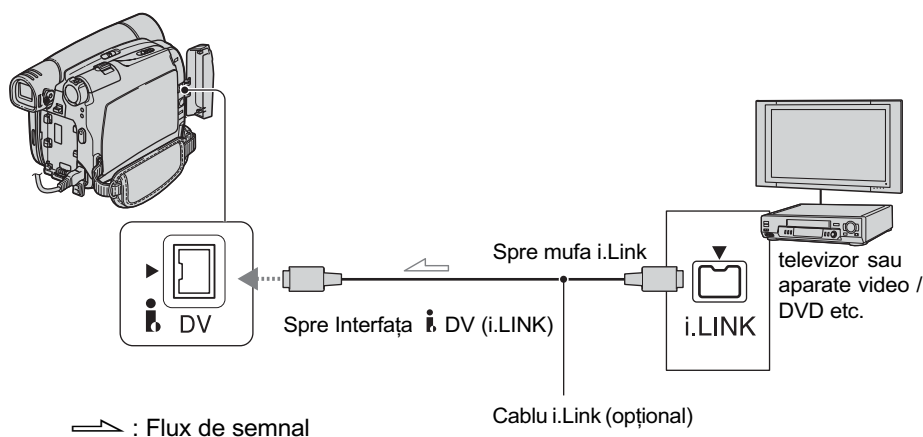 DV
Spre Interfața i DV (i.LINK)
Spre mufa i.Link
i.LINK
televizor sau
aparate video /
DVD etc.
Cablu i.Link (opțional)
: Flux de semnal